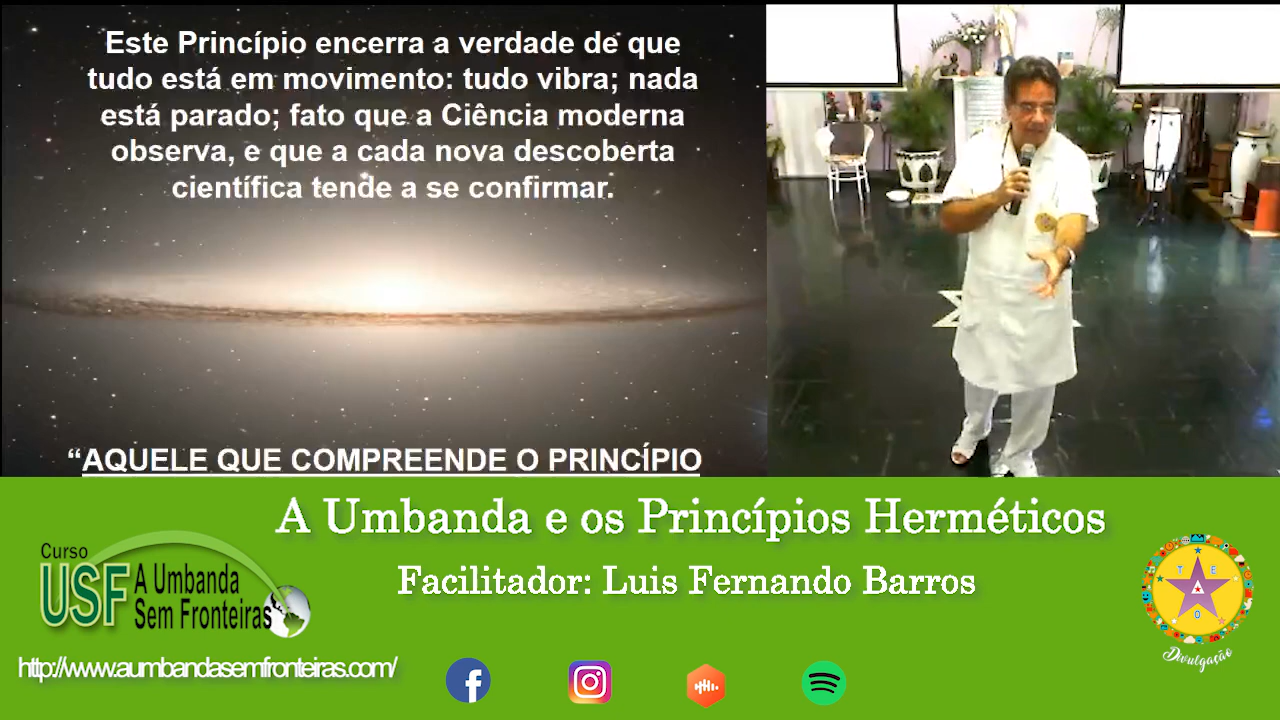 Este Princípio encerra a verdade de que
tudo está em movimento: tudo vibra; nada
está parado; fato que a Ciência moderna
observa, e que a cada nova descoberta
científica tende a se confirmar.
“AQUELE QUE COMPREENDE O PRINCÍPIO
A Umbanda e os Princípios Herméticos
Facilitador: Luis Fernando Barros
Curso
USF A Umbanda
Sem Fronteiras
http://www.aumbandasemfronteiras.com/
T E
A
O
Divulgação